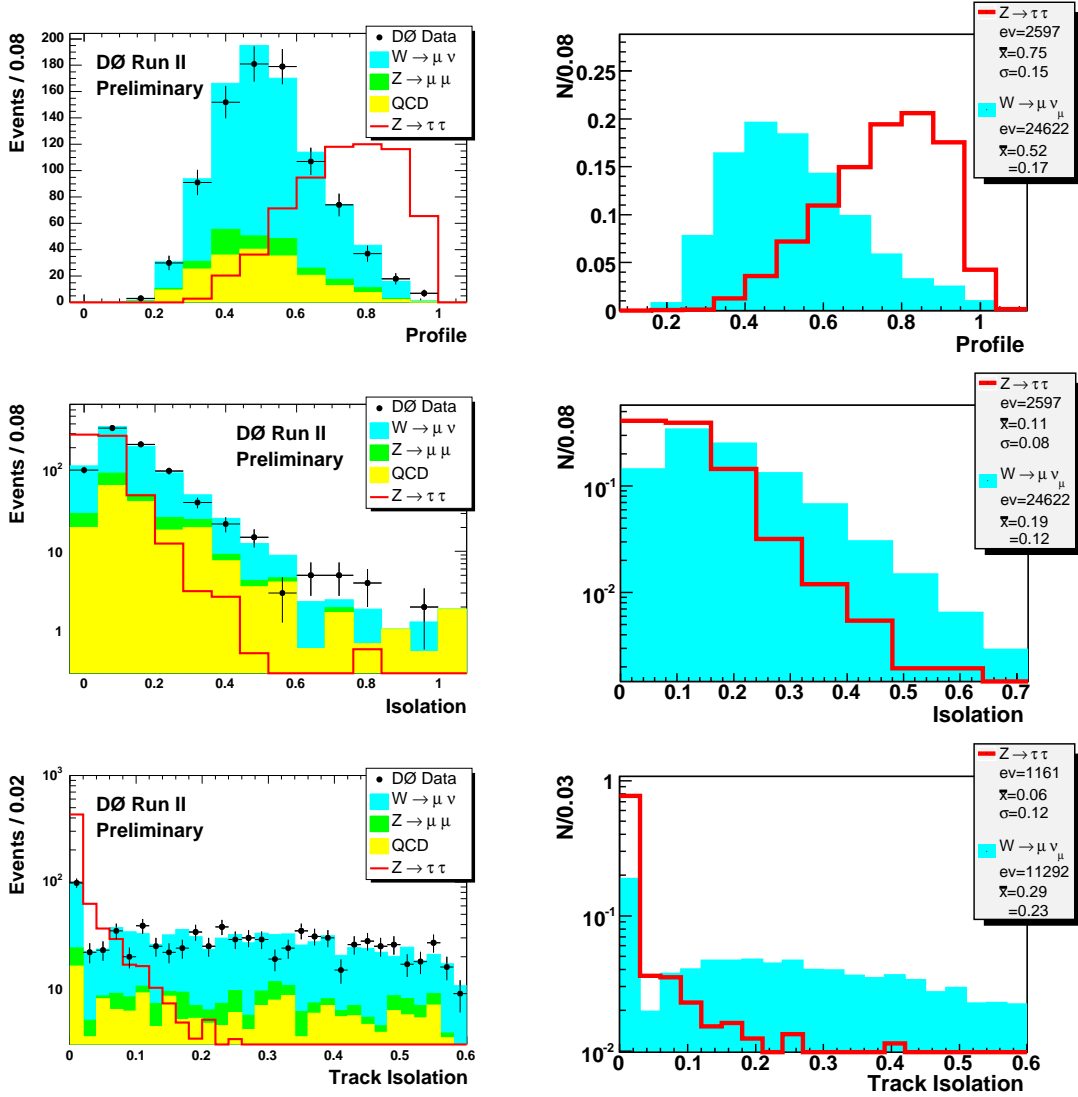 Events / 0.08
200
180
160
140
120
100
80
60
40
20
0
DØ Run II
Preliminary
DØ Data
W → μ ν
Z → μ μ
QCD
Z → τ τ
0.2 0.4 0.6 0.8 1
Profile
N/0.08
0.25
0.2
0.15
0.1
0.05
0
Z → τ τ
ev=2597
x̅=0.75
σ=0.15
W → μ ν_μ
ev=24622
x̅=0.52
=0.17
0.2 0.4 0.6 0.8 1
Profile
Events / 0.08
10²
10
1
DØ Run II
Preliminary
DØ Data
W → μ ν
Z → μ μ
QCD
Z → τ τ
0 0.2 0.4 0.6 0.8 1
Isolation
N/0.08
10⁻¹
10⁻²
Z → τ τ
ev=2597
x̅=0.11
σ=0.08
W → μ ν_μ
ev=24622
x̅=0.19
=0.12
0 0.1 0.2 0.3 0.4 0.5 0.6 0.7
Isolation
Events / 0.02
10³
10²
10
DØ Run II
Preliminary
DØ Data
W → μ ν
Z → μ μ
QCD
Z → τ τ
0 0.1 0.2 0.3 0.4 0.5 0.6
Track Isolation
N/0.03
1
10⁻¹
10⁻²
Z → τ τ
ev=1161
x̅=0.06
σ=0.12
W → μ ν_μ
ev=11292
x̅=0.29
=0.23
0 0.1 0.2 0.3 0.4 0.5 0.6
Track Isolation